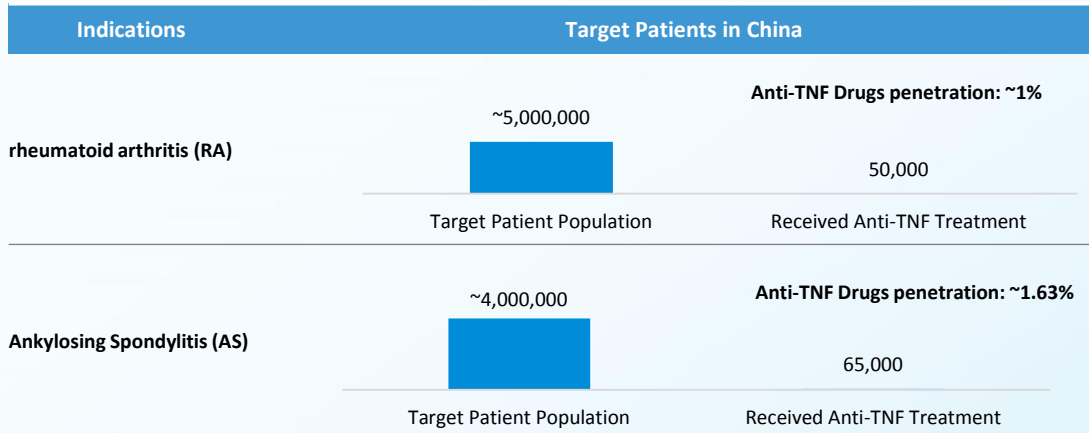 Indications
Target Patients in China
Anti-TNF Drugs penetration: ~1%
~5,000,000
rheumatoid arthritis (RA)
50,000
Target Patient Population
Received Anti-TNF Treatment
Anti-TNF Drugs penetration: ~1.63%
~4,000,000
Ankylosing Spondylitis (AS)
65,000
Target Patient Population
Received Anti-TNF Treatment